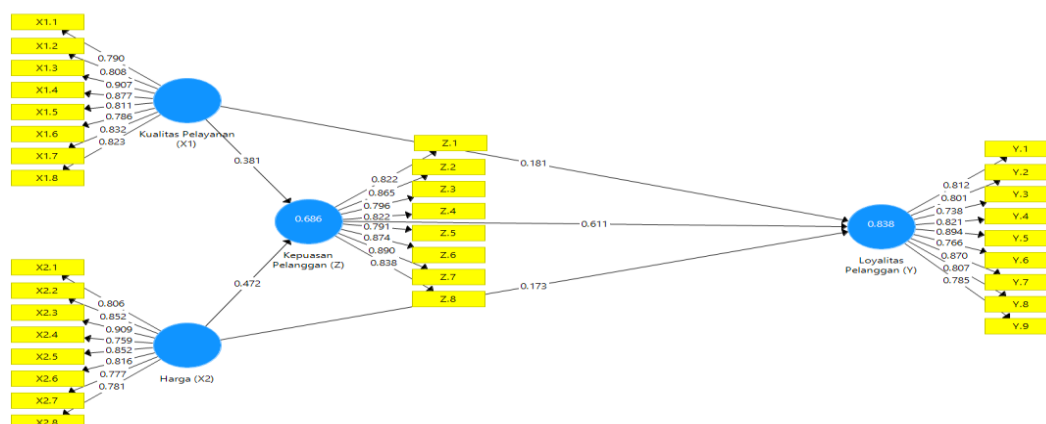 X1.1
X1.2
X1.3
X1.4
X1.5
X1.6
X1.7
X1.8
0.790
0.808
0.907
0.877
0.811
0.786
0.832
0.823
Kualitas Pelayanan
(X1)
0.381
X2.1
X2.2
X2.3
X2.4
X2.5
X2.6
X2.7
X2.8
0.806
0.852
0.909
0.759
0.852
0.816
0.777
0.781
Harga (X2)
0.472
0.686
Kepuasan
Pelanggan (Z)
0.822
0.865
0.796
0.822
0.791
0.874
0.890
0.838
Z.1
Z.2
Z.3
Z.4
Z.5
Z.6
Z.7
Z.8
0.181
0.611
0.173
0.838
Loyalitas
Pelanggan (Y)
0.812
0.801
0.738
0.821
0.894
0.766
0.870
0.807
0.785
Y.1
Y.2
Y.3
Y.4
Y.5
Y.6
Y.7
Y.8
Y.9